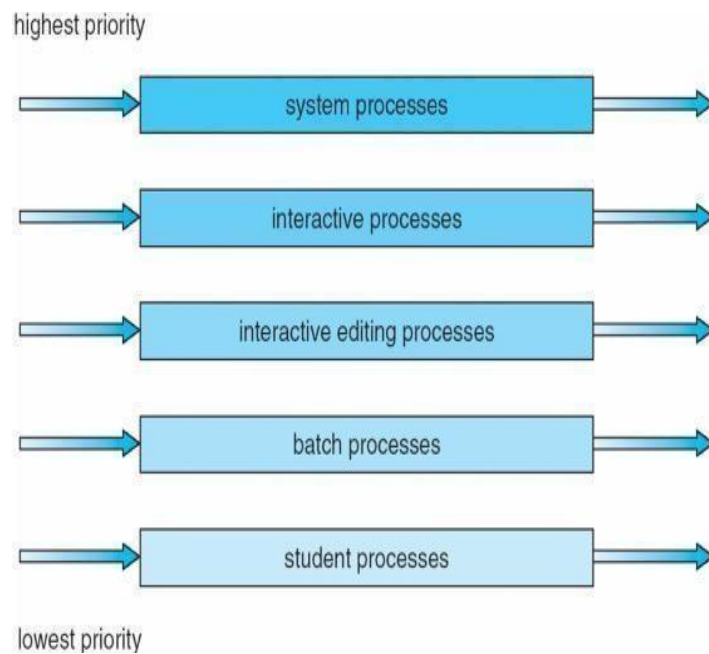 highest priority
system processes
interactive processes
interactive editing processes
batch processes
student processes
lowest priority